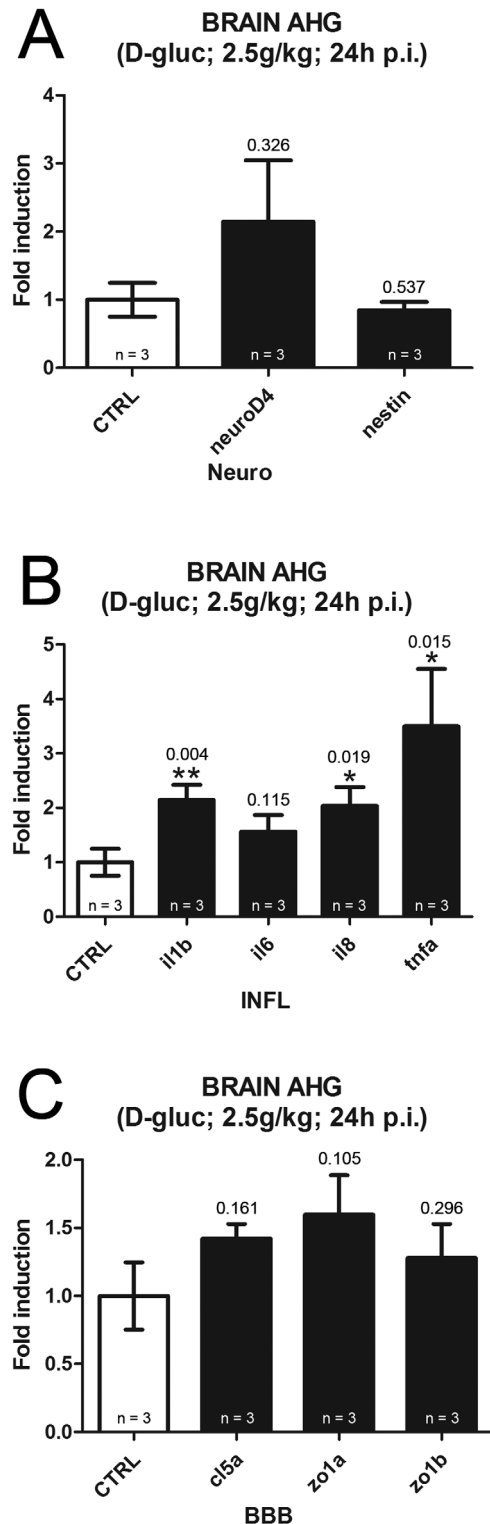 A
BRAIN AHG
(D-gluc; 2.5g/kg; 24h p.i.)
Fold induction
4
3
2
1
0
0.326
0.537
n = 3
n = 3
n = 3
CTRL
neuroD4
nestin
Neuro
B
BRAIN AHG
(D-gluc; 2.5g/kg; 24h p.i.)
Fold induction
5
4
3
2
1
0
0.004
**
0.115
0.019
*
0.015
*
n = 3
n = 3
n = 3
n = 3
n = 3
CTRL
il1b
il6
il8
tnfa
INFL
C
BRAIN AHG
(D-gluc; 2.5g/kg; 24h p.i.)
Fold induction
2.0
1.5
1.0
0.5
0.0
0.161
0.105
0.296
n = 3
n = 3
n = 3
n = 3
CTRL
cl5a
zo1a
zo1b
BBB